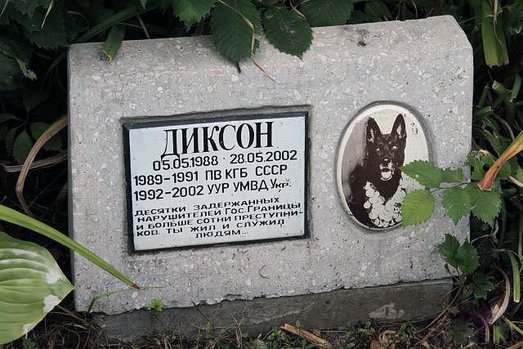 ДИКСОН
05.05.1988 - 28.05.2002
1989-1991 ПВ КГБ СССР
1992-2002 УУР УМВД Укр.
ДЕСЯТКИ ЗАДЕРЖАННЫХ
НАРУШИТЕЛЕЙ ГОС. ГРАНИЦЫ
И БОЛЬШЕ СОТНИ ПРЕСТУПНИ-
КОВ. ТЫ ЖИЛ И СЛУЖИЛ
ЛЮДЯМ...